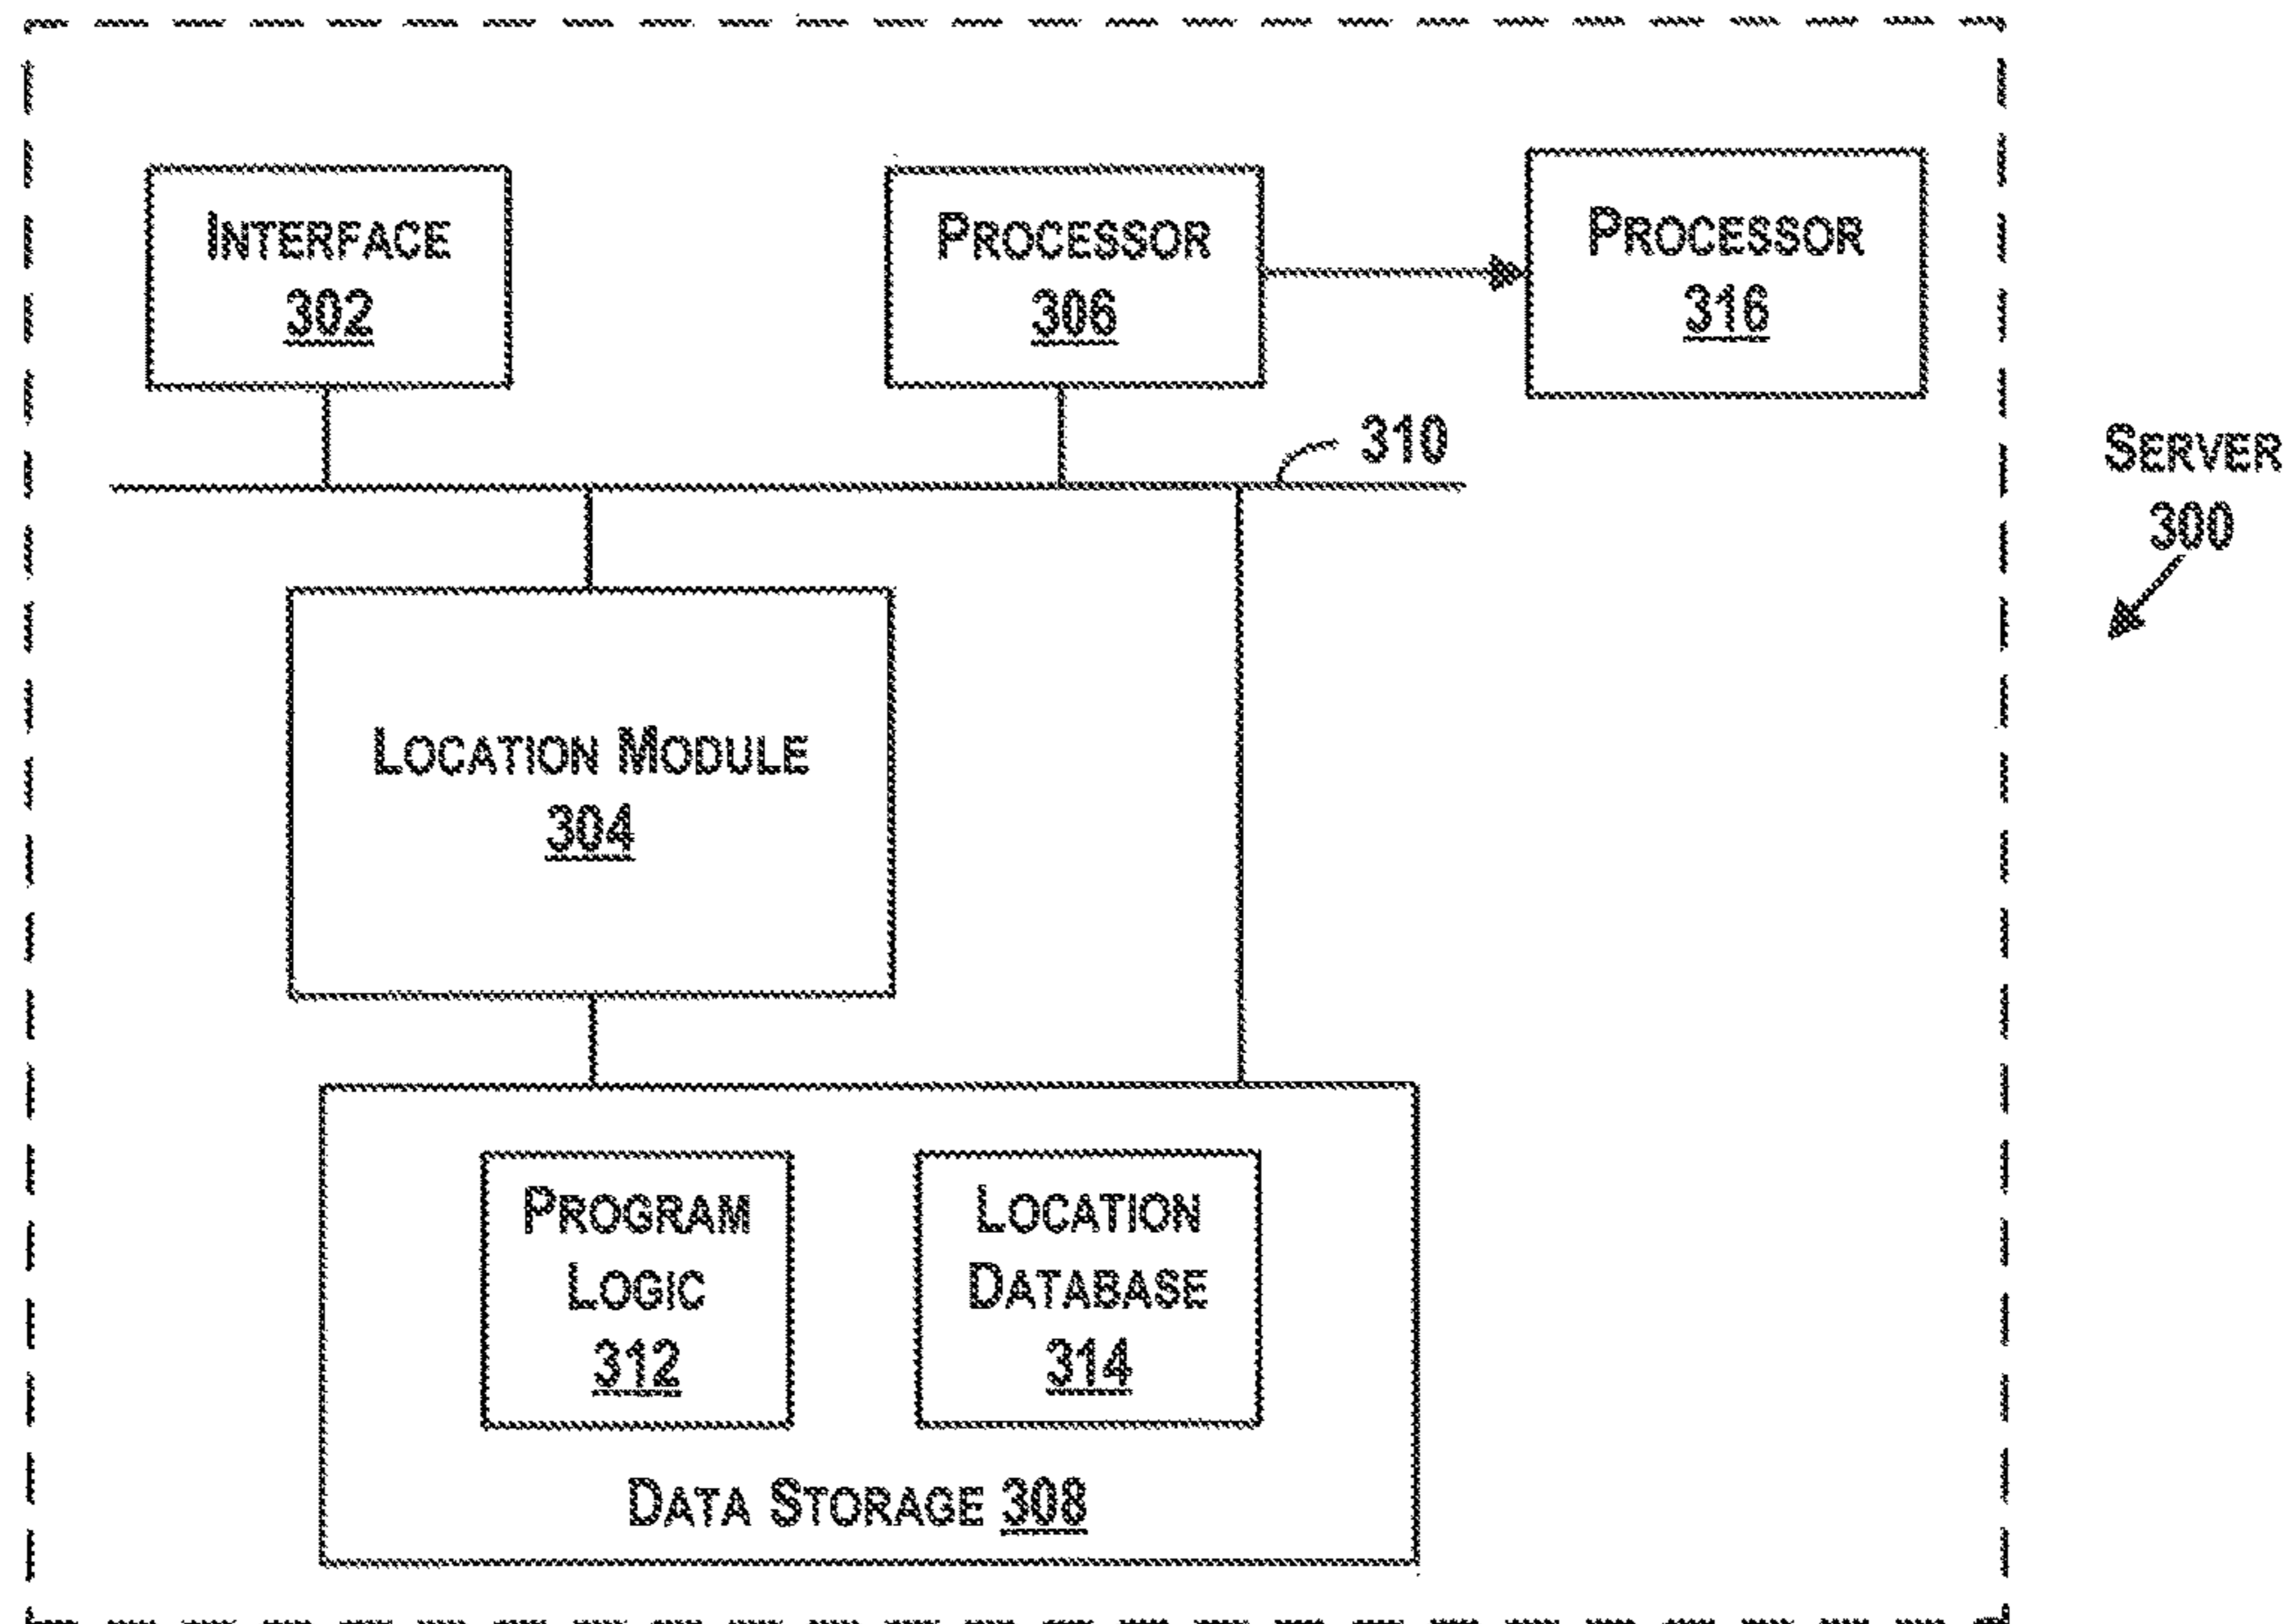 INTERFACE
302
PROCESSOR
306
PROCESSOR
316
310
SERVER
300
LOCATION MODULE
304
PROGRAM
LOGIC
312
LOCATION
DATABASE
314
DATA STORAGE 308